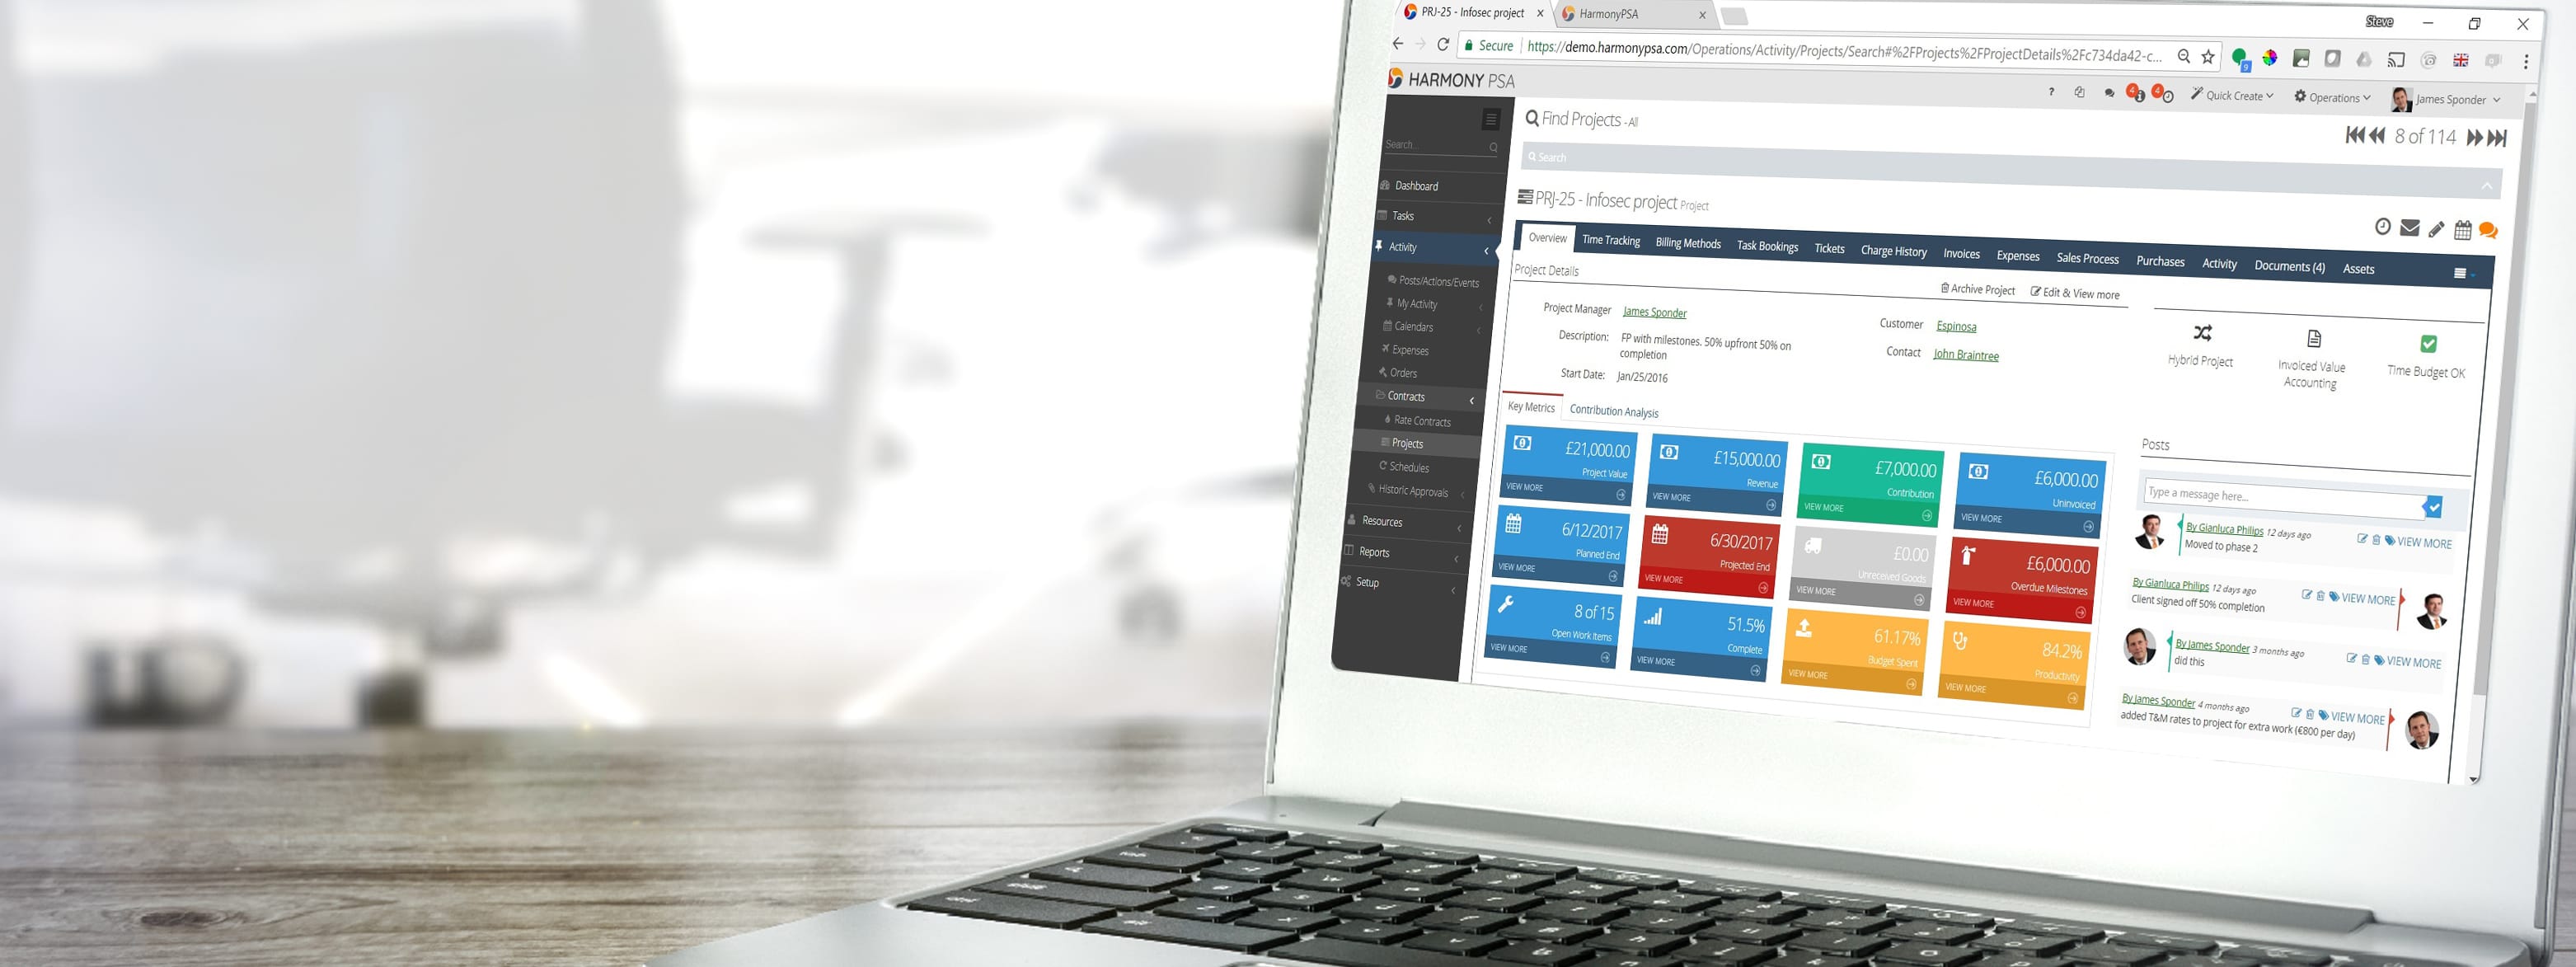 PRJ-25 - Infosec project
HarmonyPSA
Steve
Secure
https://demo.harmonypsa.com/Operations/Activity/Projects/Search#%2FProjects%2FProjectDetails%2Fc734da42-c...
9
HARMONY PSA
?
4
4
Quick Create
Operations
James Sponder
Search...
Dashboard
Tasks
Activity
Posts/Actions/Events
My Activity
Calendars
Expenses
Orders
Contracts
Rate Contracts
Projects
Schedules
Historic Approvals
Resources
Reports
Setup
Find Projects - All
8 of 114
Search
PRJ-25 - Infosec project Project
Overview Time Tracking Billing Methods Task Bookings Tickets Charge History Invoices Expenses Sales Process Purchases Activity Documents (4) Assets
Project Details
Archive Project Edit & View more
Project Manager James Sponder
Description: FP with milestones. 50% upfront 50% on
completion
Start Date: Jan/25/2016
Customer Espinosa
Contact John Braintree
Hybrid Project
Invoiced Value
Accounting
Time Budget OK
Key Metrics Contribution Analysis
£21,000.00
Project Value
VIEW MORE
£15,000.00
Revenue
VIEW MORE
£7,000.00
Contribution
VIEW MORE
£6,000.00
Uninvoiced
VIEW MORE
6/12/2017
Planned End
VIEW MORE
6/30/2017
Projected End
VIEW MORE
£0.00
Unreceived Goods
VIEW MORE
£6,000.00
Overdue Milestones
VIEW MORE
8 of 15
Open Work Items
VIEW MORE
51.5%
Complete
VIEW MORE
61.17%
Budget Spent
VIEW MORE
84.2%
Productivity
VIEW MORE
Posts
Type a message here...
By Gianluca Philips 12 days ago
VIEW MORE
Moved to phase 2
By Gianluca Philips 12 days ago
VIEW MORE
Client signed off 50% completion
By James Sponder 3 months ago
VIEW MORE
did this
By James Sponder 4 months ago
VIEW MORE
added T&M rates to project for extra work (€800 per day)